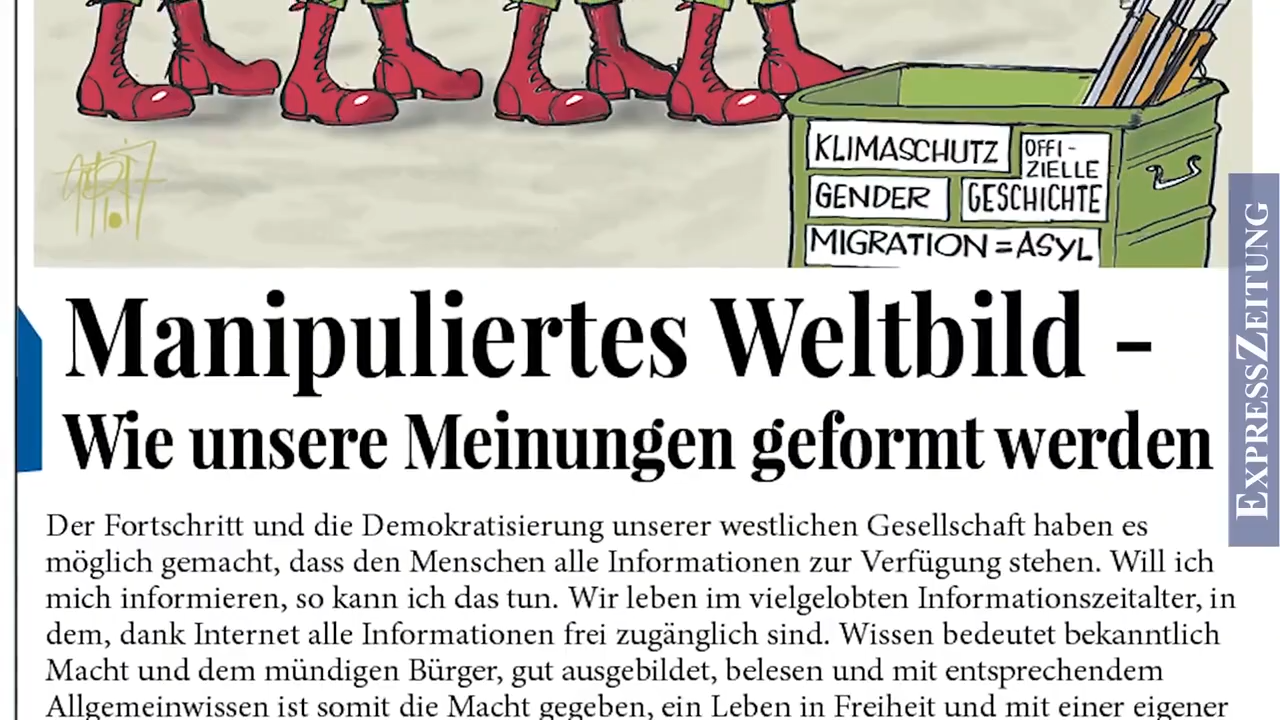 KLIMASCHUTZ
OFFI-
ZIELLE
GENDER
GESCHICHTE
MIGRATION = ASYL
Manipuliertes Weltbild –
Wie unsere Meinungen geformt werden
Der Fortschritt und die Demokratisierung unserer westlichen Gesellschaft haben es
möglich gemacht, dass den Menschen alle Informationen zur Verfügung stehen. Will ich
mich informieren, so kann ich das tun. Wir leben im vielgelobten Informationszeitalter, in
dem, dank Internet alle Informationen frei zugänglich sind. Wissen bedeutet bekanntlich
Macht und dem mündigen Bürger, gut ausgebildet, belesen und mit entsprechendem
Allgemeinwissen ist somit die Macht gegeben, ein Leben in Freiheit und mit einer eigener
EXPRESSZEITUNG